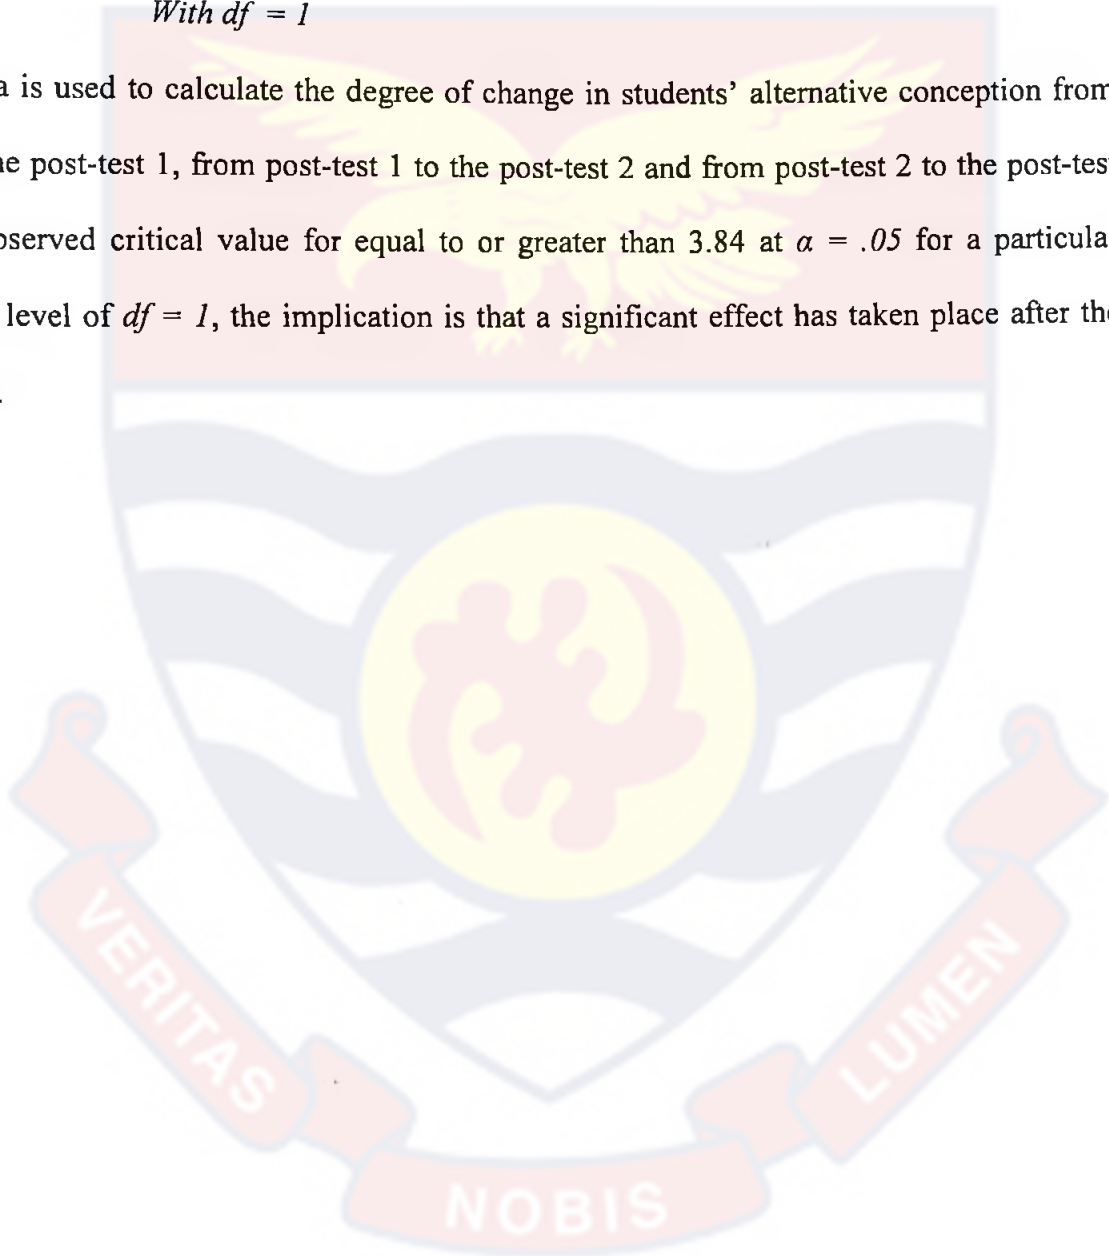 With df = 1
a is used to calculate the degree of change in students’ alternative conception from
ne post-test 1, from post-test 1 to the post-test 2 and from post-test 2 to the post-test
bserved critical value for equal to or greater than 3.84 at α = .05 for a particula
level of df = 1, the implication is that a significant effect has taken place after the
.
VERITAS
NOBIS
LUMEN